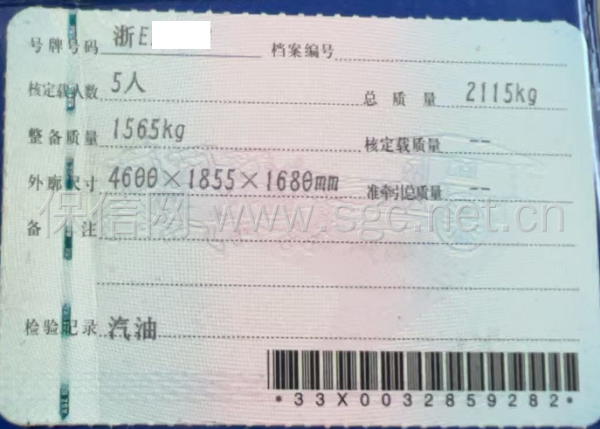 号牌号码 浙E 档案编号
核定载人数 5人 总质量 2115kg
整备质量 1565kg 核定载质量 --
外廓尺寸 4600×1855×1680mm 准牵引总质量 --
保信网 www.sgc.net.cn
备注
检验记录 汽油
*33X0032859282*